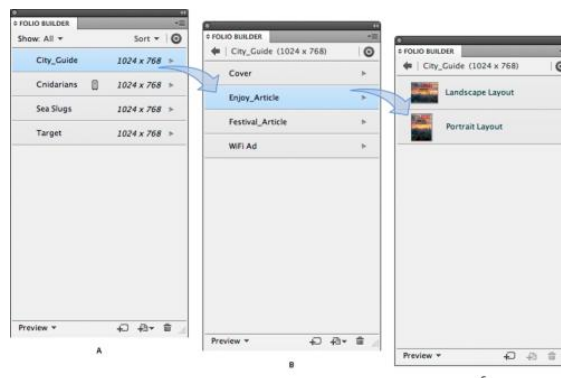 FOLIO BUILDER
Show: All Sort
City_Guide 1024 x 768
Cnidarians 1024 x 768
Sea Slugs 1024 x 768
Target 1024 x 768
Preview
A
FOLIO BUILDER
City_Guide (1024 x 768)
Cover
Enjoy_Article
Festival_Article
WiFi Ad
Preview
B
FOLIO BUILDER
City_Guide (1024 x 768)
Landscape Layout
Portrait Layout
Preview